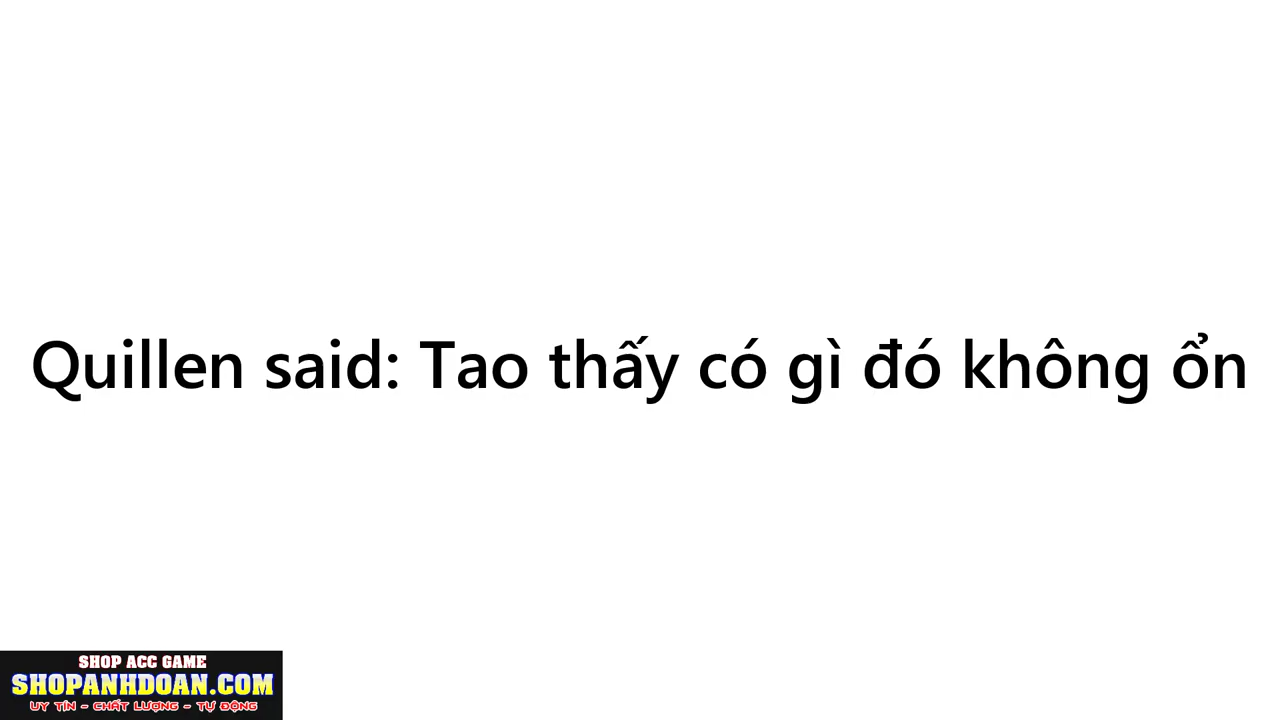 Quillen said: Tao thấy có gì đó không ổn
SHOP ACC GAME
SHOPANHDOAN.COM
UY TÍN - CHẤT LƯỢNG - TỰ ĐỘNG